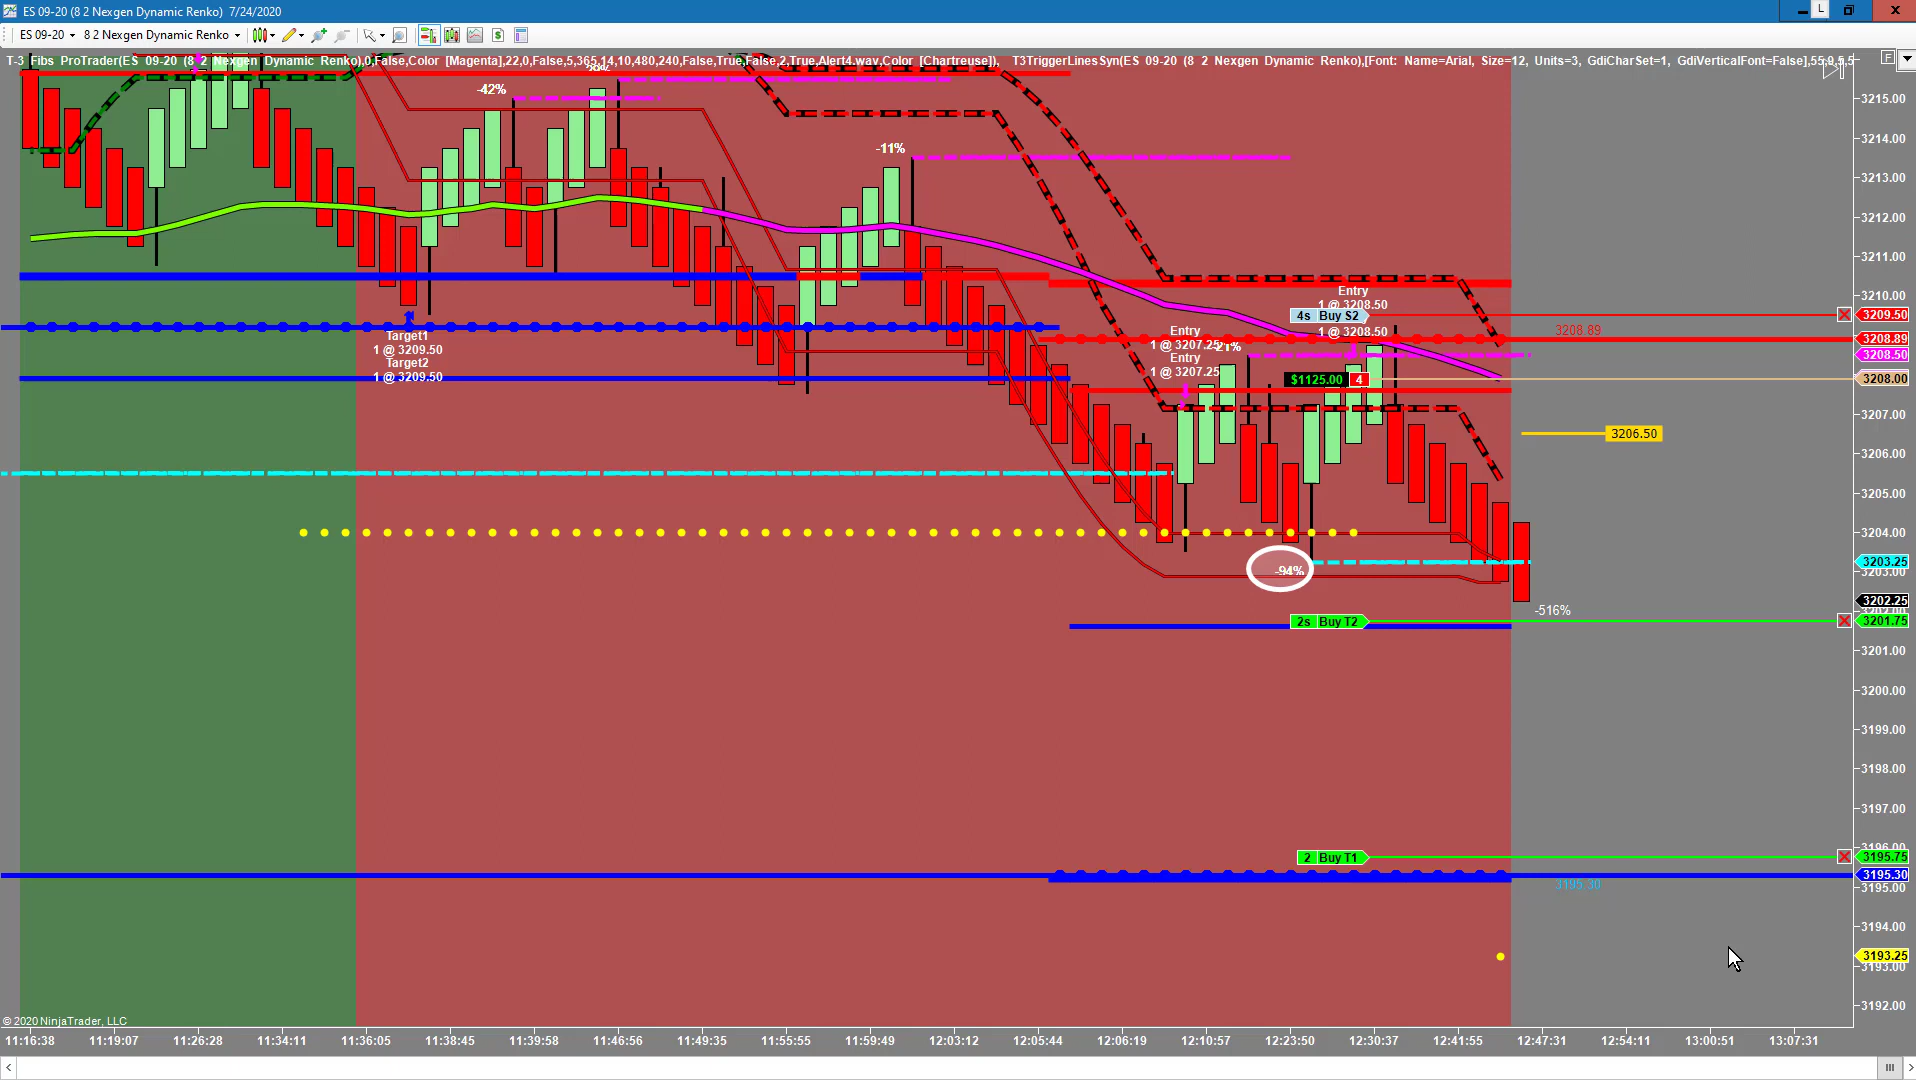 ES 09-20 (8 2 Nexgen Dynamic Renko) 7/24/2020
L
ES 09-20 8 2 Nexgen Dynamic Renko
T-3 Fibs ProTrader(ES 09-20 (8 2 Nexgen Dynamic Renko),0,False,Color [Magenta],22,0,False,5,365,14,10,480,240,False,True,False,2,True,Alert4.wav,Color [Chartreuse]), T3TriggerLinesSyn(ES 09-20 (8 2 Nexgen Dynamic Renko),[Font: Name=Arial, Size=12, Units=3, GdiCharSet=1, GdiVerticalFont=False],55,9,5,5
F
-42%
3215.00
3214.00
-11%
3213.00
3212.00
3211.00
Entry
3210.00
1 @ 3208.50
4s Buy S2
3209.50
1 @ 3208.50
3208.89
3208.89
3208.50
Target1
1 @ 3209.50
Target2
1 @ 3209.50
Entry
1 @ 3207.25
-21%
Entry
1 @ 3207.25
$1125.00 4
3208.00
3207.00
3206.50
3206.00
3205.00
3204.00
-94%
3203.25
3203.00
3202.25
-516%
3202.00
2s Buy T2
3201.75
3201.00
3200.00
3199.00
3198.00
3197.00
3196.00
2 Buy T1
3195.75
3195.30
3195.30
3195.00
3194.00
3193.25
3193.00
3192.00
© 2020 NinjaTrader, LLC
11:16:38 11:19:07 11:26:28 11:34:11 11:36:05 11:38:45 11:39:58 11:46:56 11:49:35 11:55:55 11:59:49 12:03:12 12:05:44 12:06:19 12:10:57 12:23:50 12:30:37 12:41:55 12:47:31 12:54:11 13:00:51 13:07:31